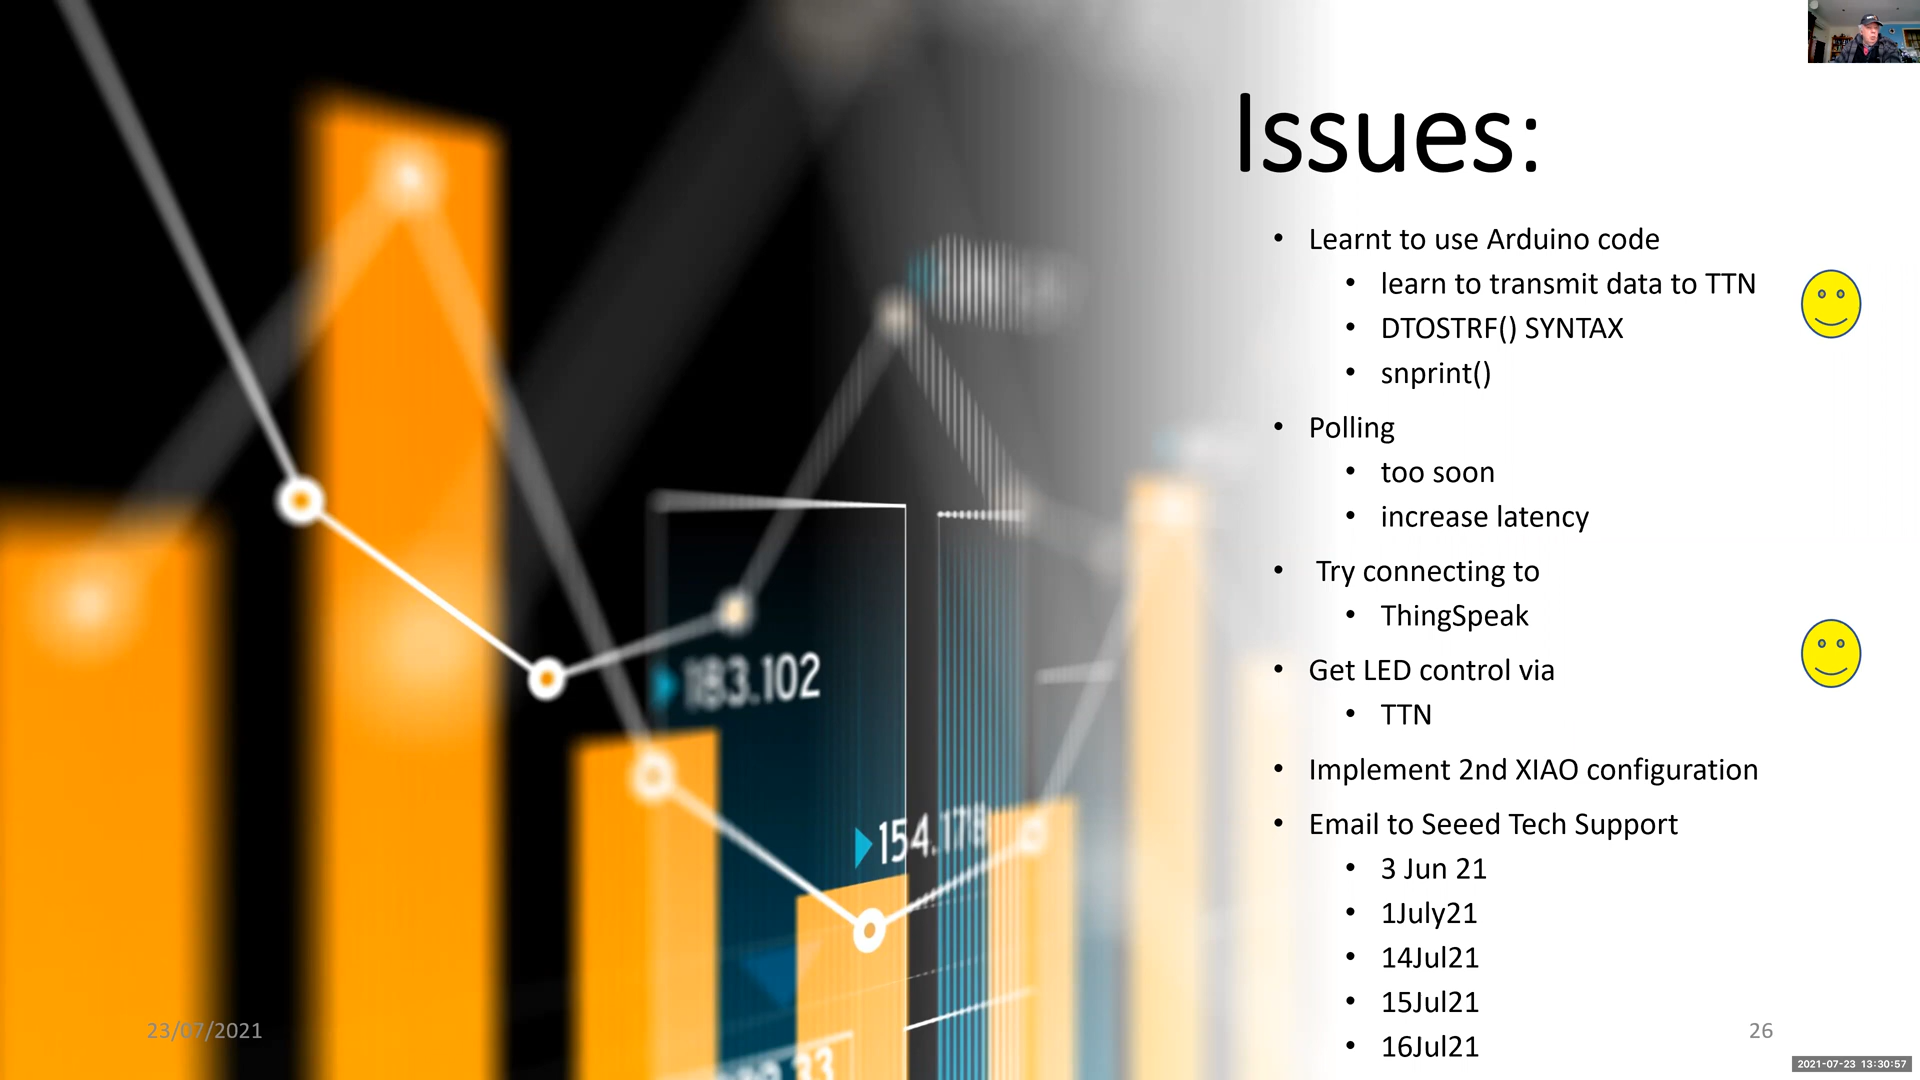 Issues:
• Learnt to use Arduino code
• learn to transmit data to TTN
• DTOSTRF() SYNTAX
• snprint()
• Polling
• too soon
• increase latency
• Try connecting to
• ThingSpeak
• Get LED control via
• TTN
• Implement 2nd XIAO configuration
• Email to Seeed Tech Support
• 3 Jun 21
• 1July21
• 14Jul21
• 15Jul21
• 16Jul21
183.102
154.178
23/07/2021
26
2021-07-23 13:30:57